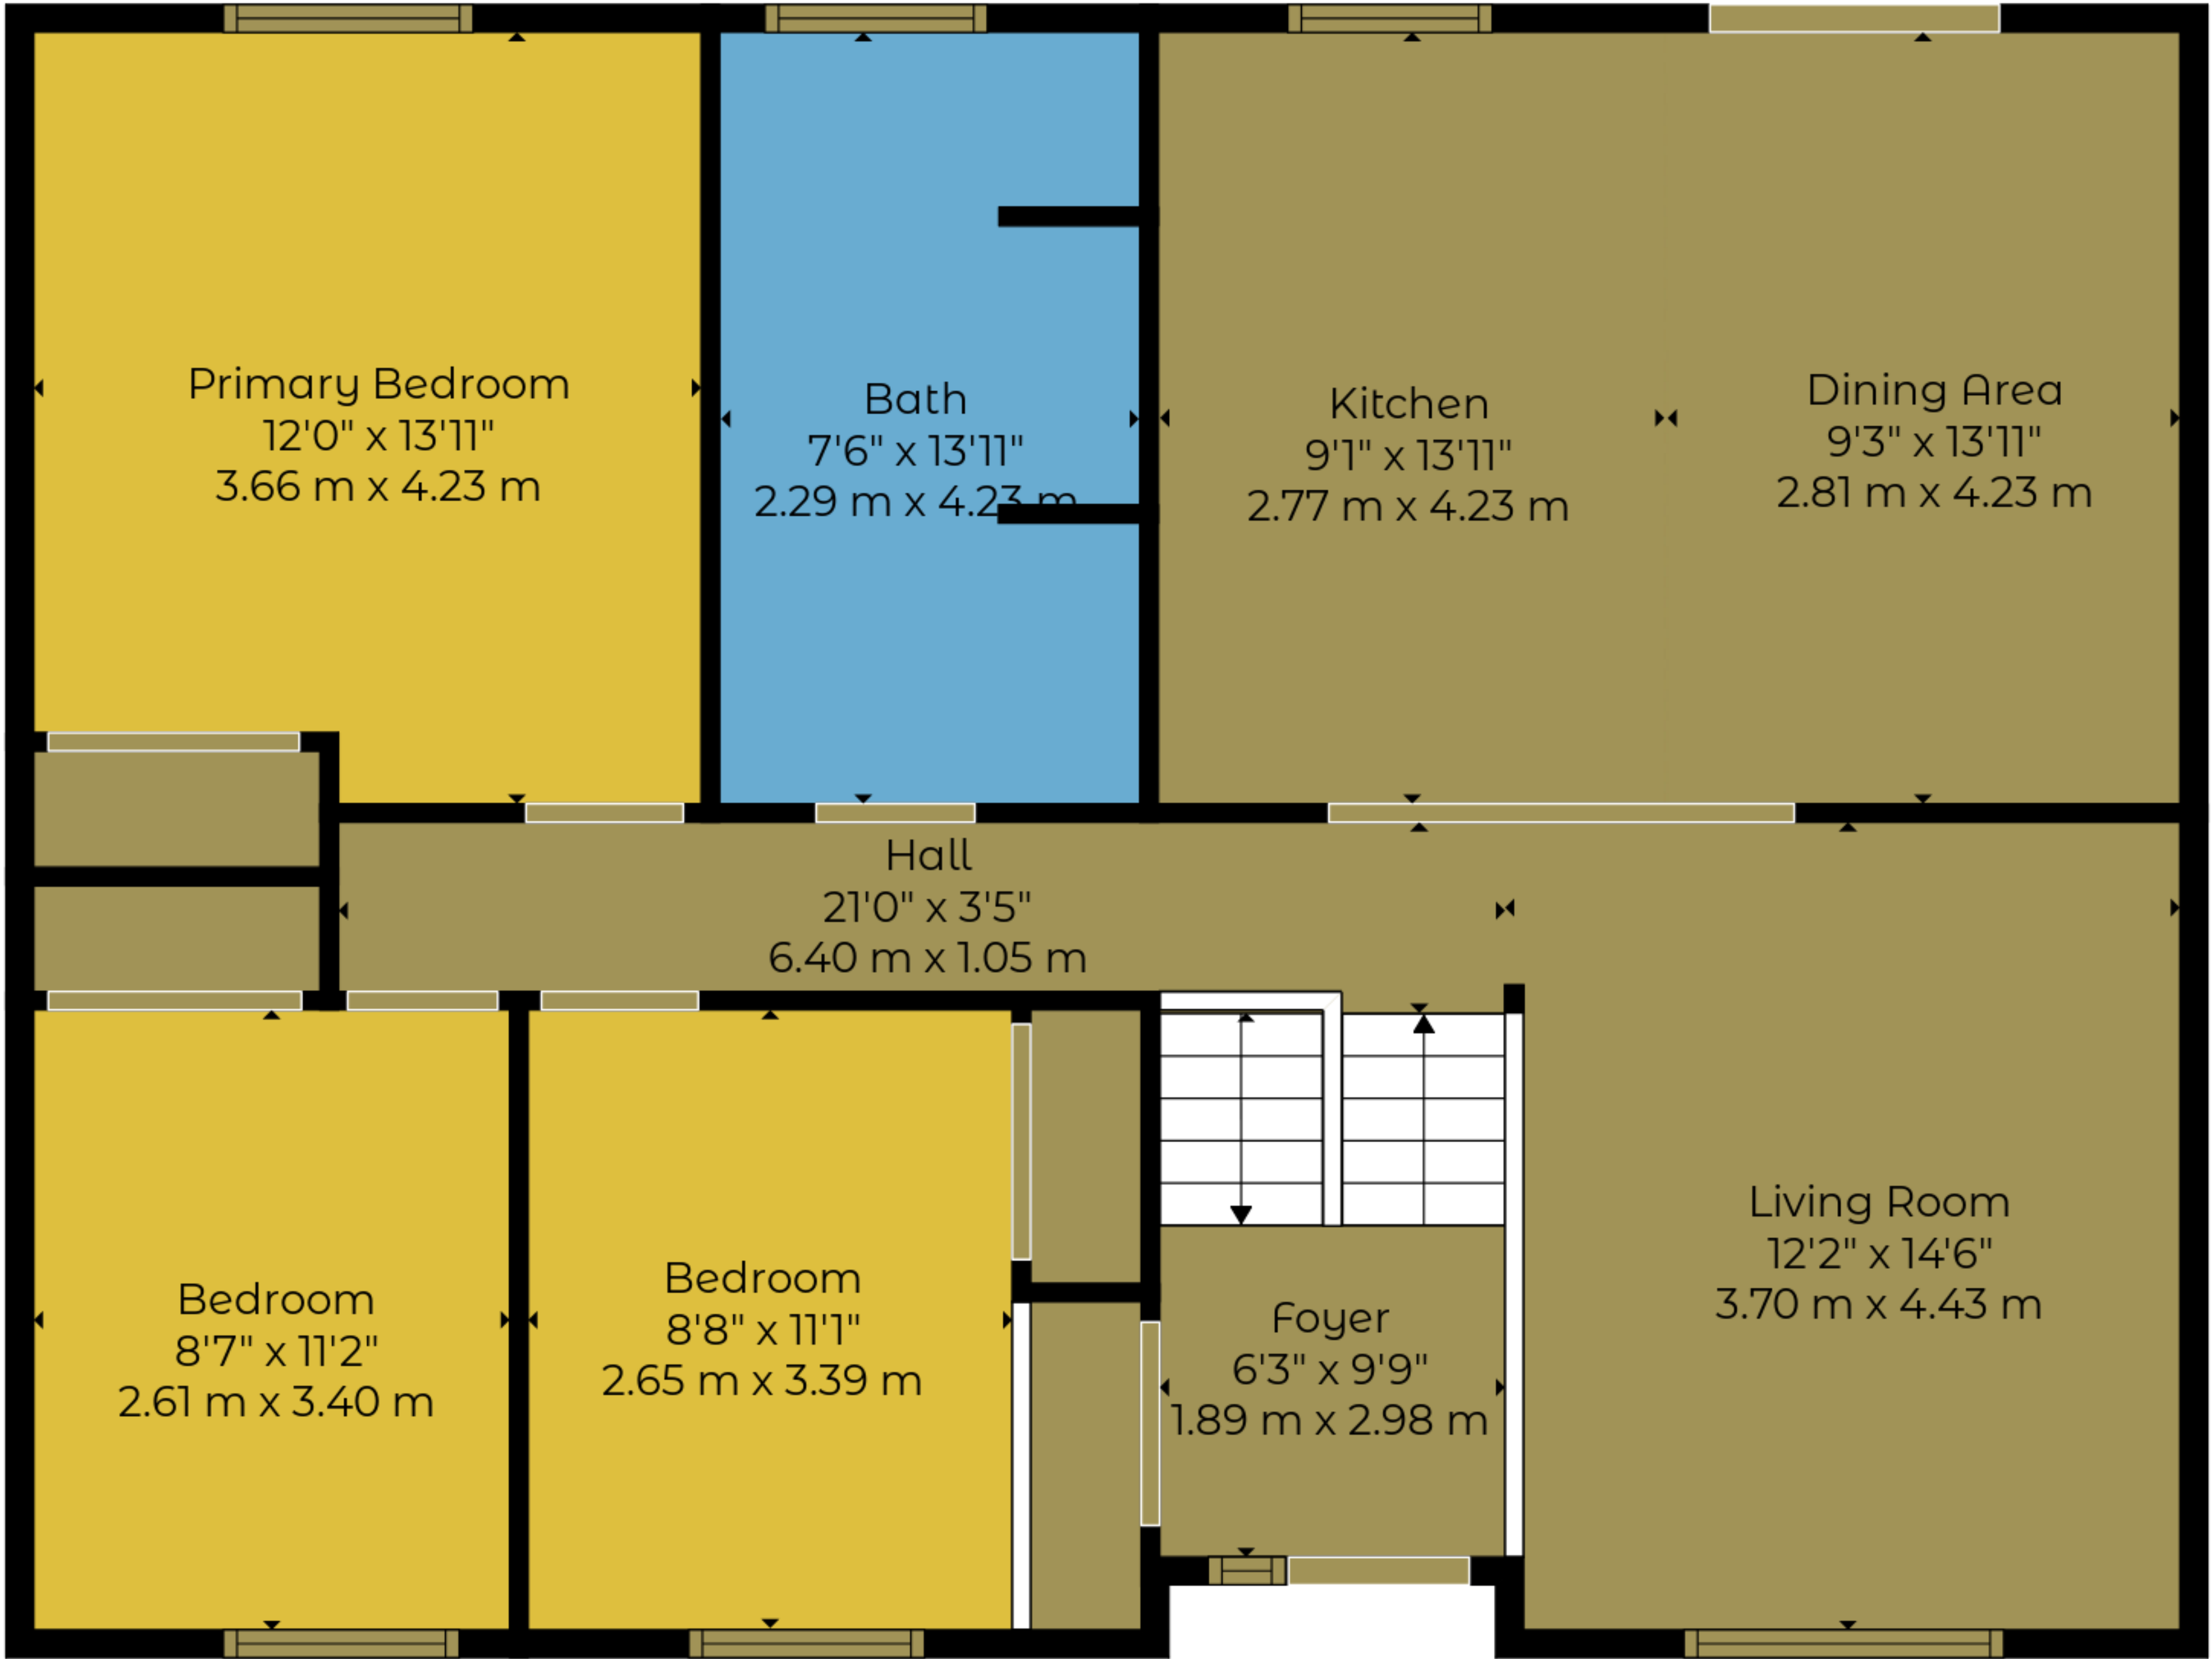 Primary Bedroom
12'0" x 13'11"
3.66 m x 4.23 m
Bath
7'6" x 13'11"
2.29 m x 4.23 m
Kitchen
9'1" x 13'11"
2.77 m x 4.23 m
Dining Area
9'3" x 13'11"
2.81 m x 4.23 m
Hall
21'0" x 3'5"
6.40 m x 1.05 m
Bedroom
8'7" x 11'2"
2.61 m x 3.40 m
Bedroom
8'8" x 11'1"
2.65 m x 3.39 m
Foyer
6'3" x 9'9"
1.89 m x 2.98 m
Living Room
12'2" x 14'6"
3.70 m x 4.43 m